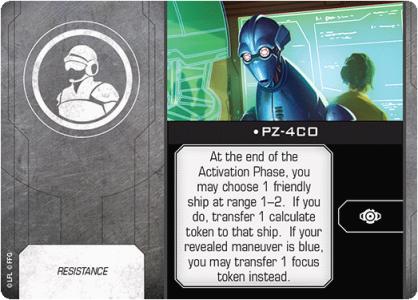 • PZ-4CO
At the end of the
Activation Phase, you
may choose 1 friendly
ship at range 1–2. If you
do, transfer 1 calculate
token to that ship. If your
revealed maneuver is blue,
you may transfer 1 focus
token instead.
RESISTANCE
© LFL © FFG